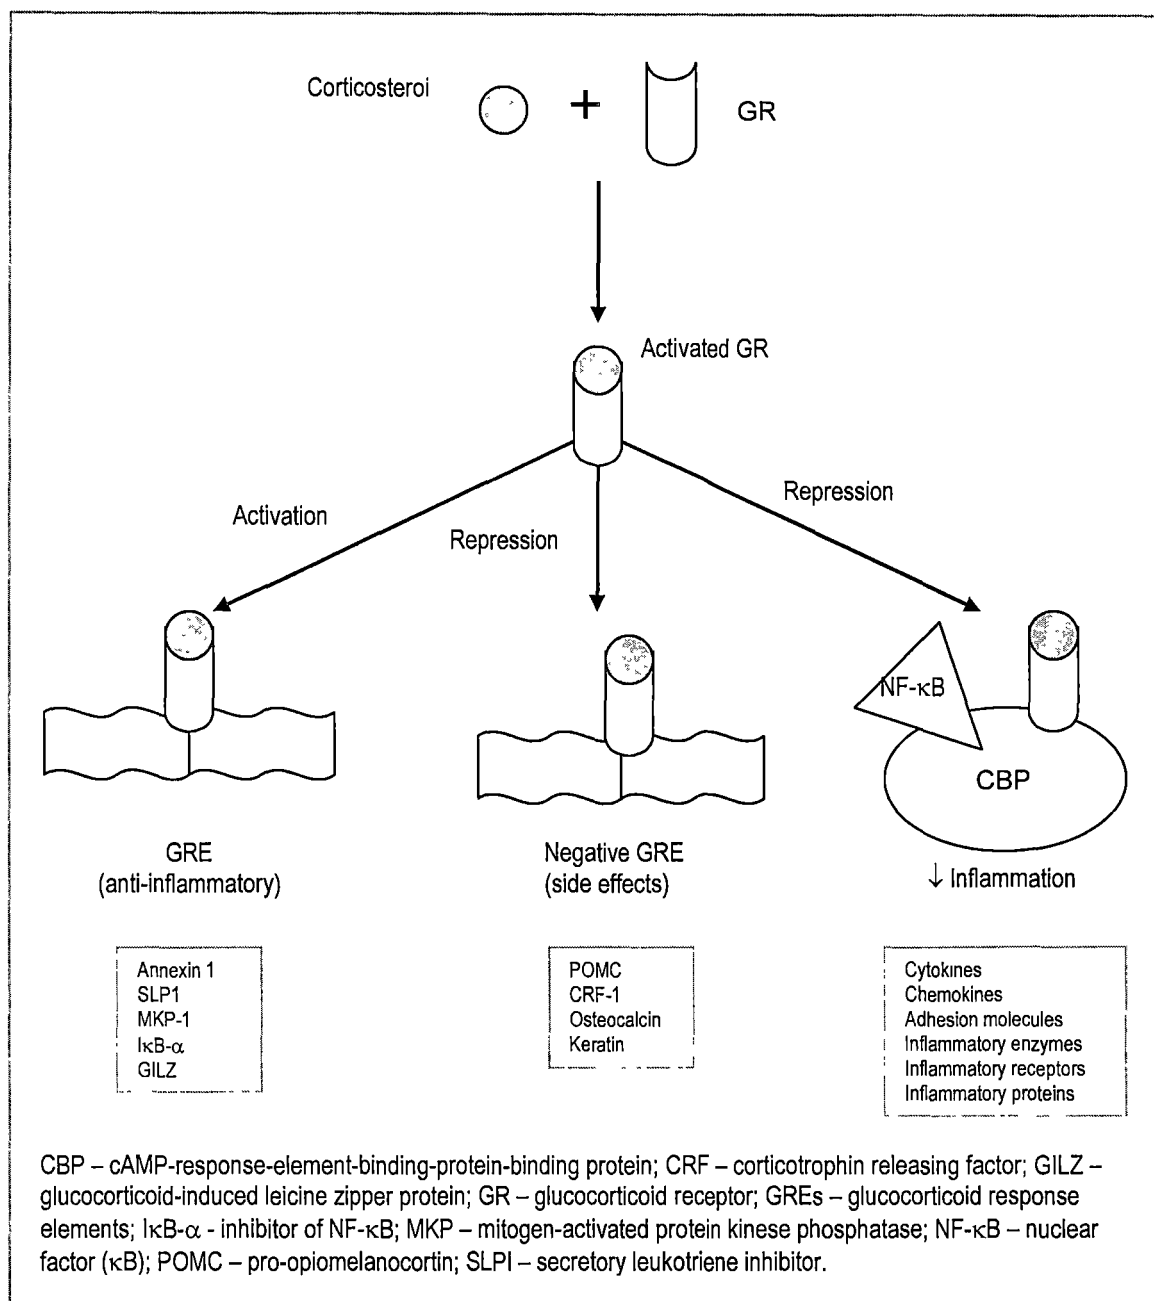 Corticosteroi
+
GR
Activated GR
Activation
Repression
Repression
NF-κB
CBP
GRE
(anti-inflammatory)
Negative GRE
(side effects)
↓ Inflammation
Annexin 1
SLP1
MKP-1
IκB-α
GILZ
POMC
CRF-1
Osteocalcin
Keratin
Cytokines
Chemokines
Adhesion molecules
Inflammatory enzymes
Inflammatory receptors
Inflammatory proteins
CBP – cAMP-response-element-binding-protein-binding protein; CRF – corticotrophin releasing factor; GILZ –
glucocorticoid-induced leicine zipper protein; GR – glucocorticoid receptor; GREs – glucocorticoid response
elements; IκB-α - inhibitor of NF-κB; MKP – mitogen-activated protein kinase phosphatase; NF-κB – nuclear
factor (κB); POMC – pro-opiomelanocortin; SLPI – secretory leukotriene inhibitor.